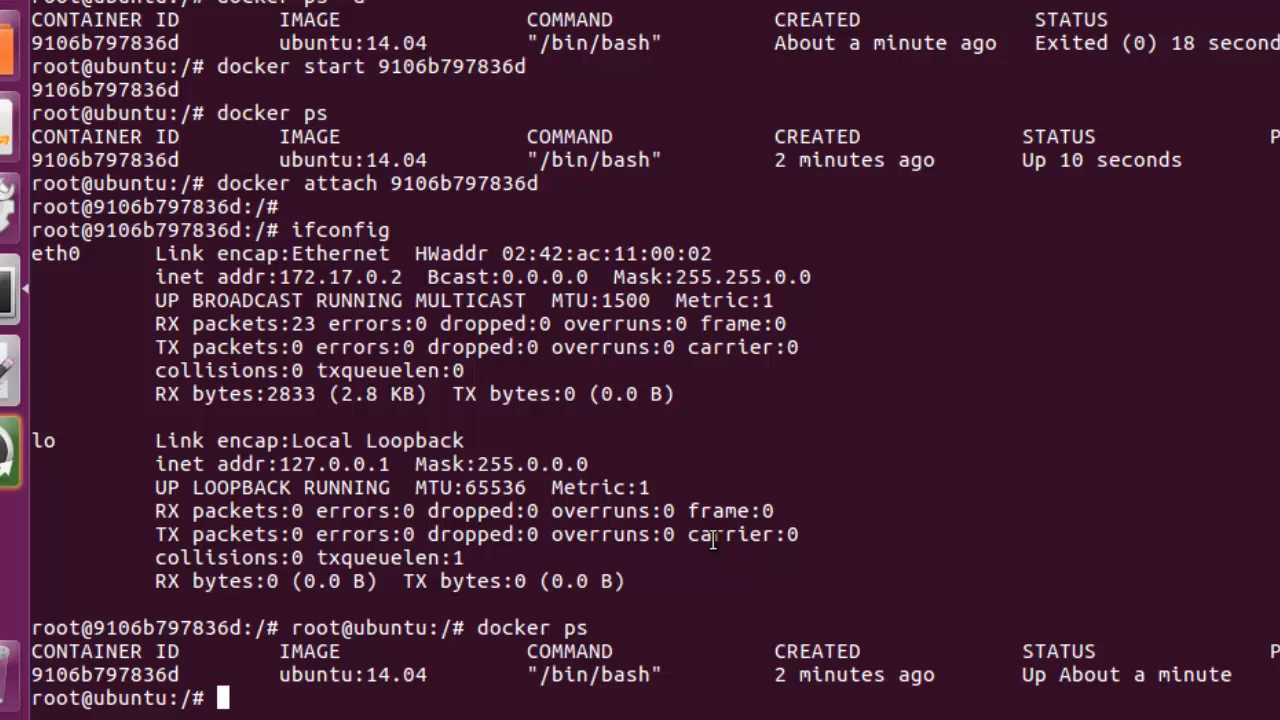 docker ps -a
CONTAINER ID        IMAGE               COMMAND             CREATED              STATUS
9106b797836d        ubuntu:14.04        "/bin/bash"         About a minute ago   Exited (0) 18 second
root@ubuntu:/# docker start 9106b797836d
9106b797836d
root@ubuntu:/# docker ps
CONTAINER ID        IMAGE               COMMAND             CREATED             STATUS              P
9106b797836d        ubuntu:14.04        "/bin/bash"         2 minutes ago       Up 10 seconds
root@ubuntu:/# docker attach 9106b797836d
root@9106b797836d:/#
root@9106b797836d:/# ifconfig
eth0      Link encap:Ethernet  HWaddr 02:42:ac:11:00:02
          inet addr:172.17.0.2  Bcast:0.0.0.0  Mask:255.255.0.0
          UP BROADCAST RUNNING MULTICAST  MTU:1500  Metric:1
          RX packets:23 errors:0 dropped:0 overruns:0 frame:0
          TX packets:0 errors:0 dropped:0 overruns:0 carrier:0
          collisions:0 txqueuelen:0
          RX bytes:2833 (2.8 KB)  TX bytes:0 (0.0 B)
lo        Link encap:Local Loopback
          inet addr:127.0.0.1  Mask:255.0.0.0
          UP LOOPBACK RUNNING  MTU:65536  Metric:1
          RX packets:0 errors:0 dropped:0 overruns:0 frame:0
          TX packets:0 errors:0 dropped:0 overruns:0 carrier:0
          collisions:0 txqueuelen:1
          RX bytes:0 (0.0 B)  TX bytes:0 (0.0 B)
root@9106b797836d:/# root@ubuntu:/# docker ps
CONTAINER ID        IMAGE               COMMAND             CREATED             STATUS              P
9106b797836d        ubuntu:14.04        "/bin/bash"         2 minutes ago       Up About a minute
root@ubuntu:/#